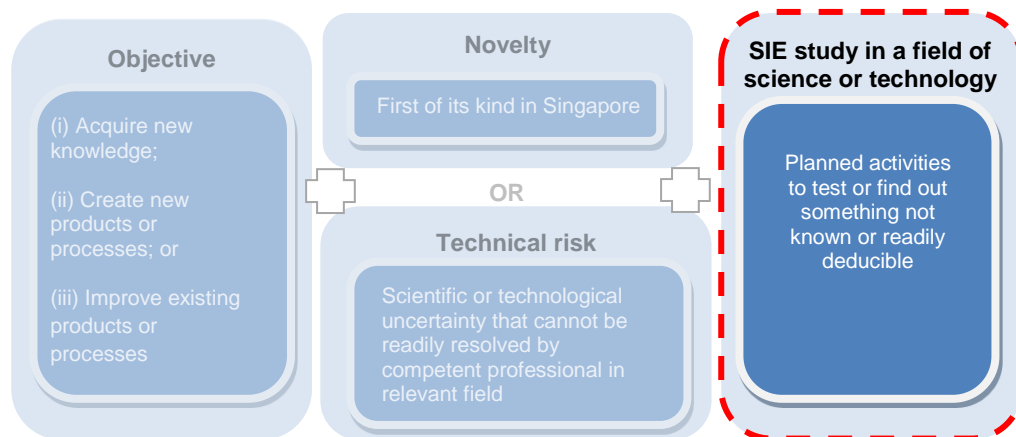 Objective
(i) Acquire new
knowledge;
(ii) Create new
products or
processes; or
(iii) Improve existing
products or
processes
Novelty
First of its kind in Singapore
OR
Technical risk
Scientific or technological
uncertainty that cannot be
readily resolved by
competent professional in
relevant field
SIE study in a field of
science or technology
Planned activities
to test or find out
something not
known or readily
deducible